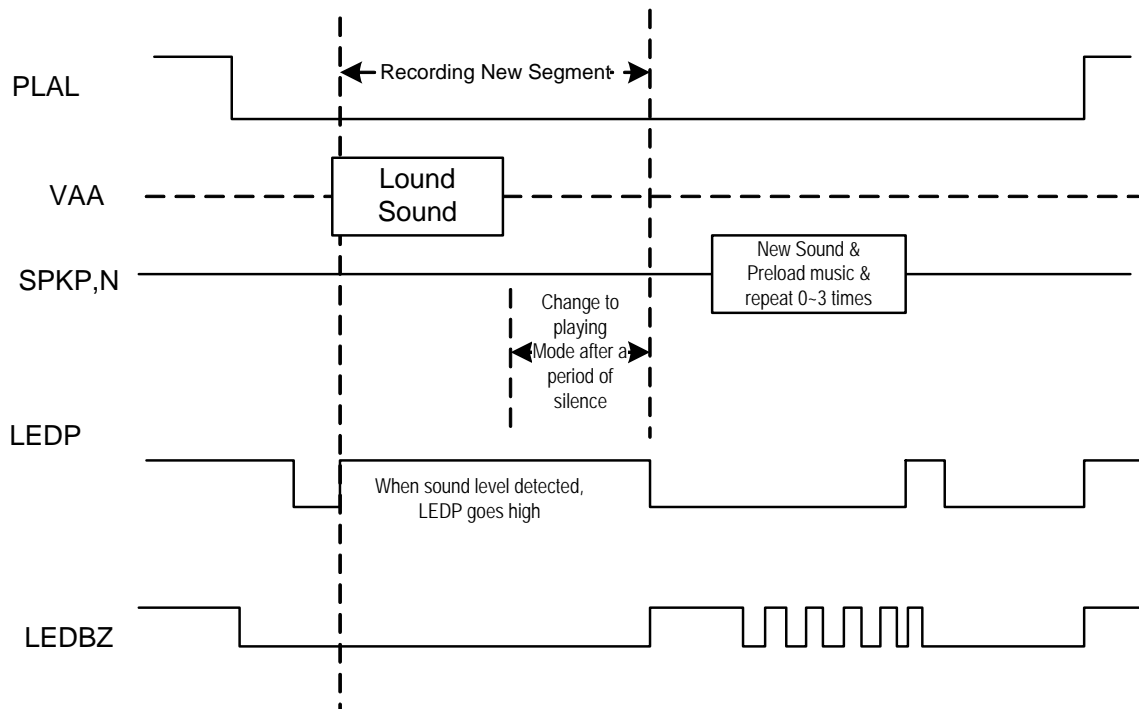 Recording New Segment
PLAL
VAA
Lound
Sound
SPKP,N
New Sound &
Preload music &
repeat 0~3 times
Change to
playing
Mode after a
period of
silence
LEDP
When sound level detected,
LEDP goes high
LEDBZ